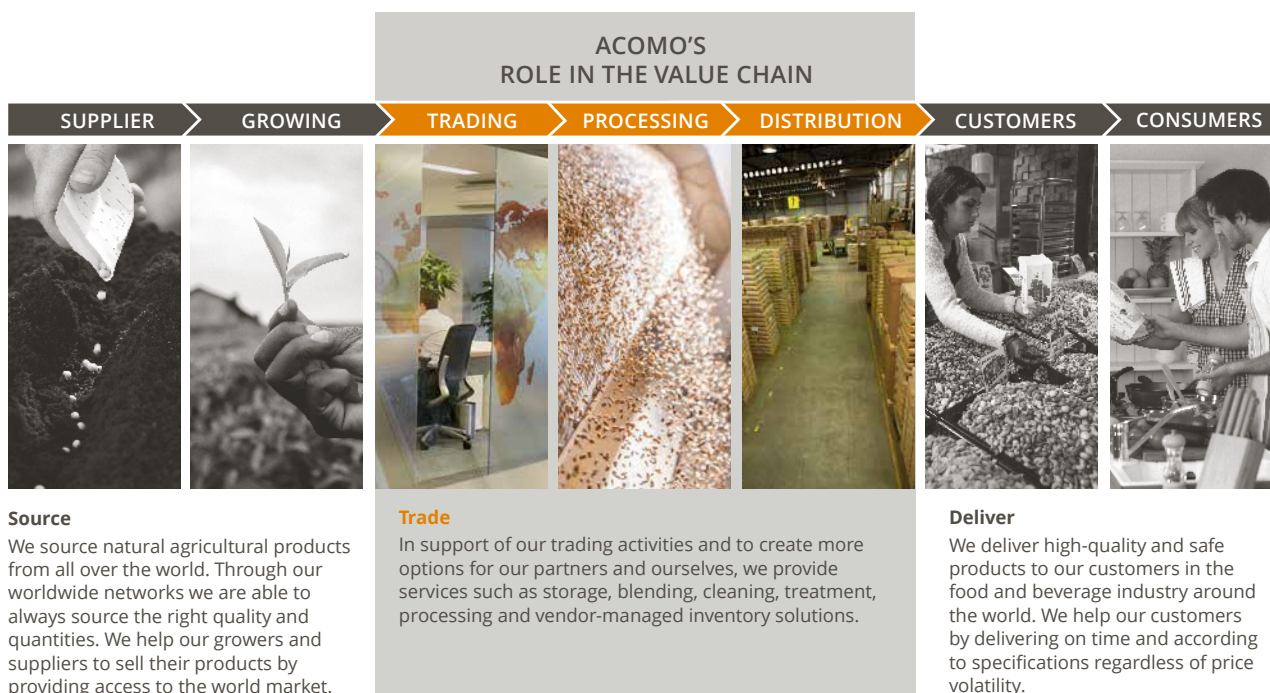 ACOMO’S
ROLE IN THE VALUE CHAIN
SUPPLIER
GROWING
TRADING
PROCESSING
DISTRIBUTION
CUSTOMERS
CONSUMERS
Source
We source natural agricultural products
from all over the world. Through our
worldwide networks we are able to
always source the right quality and
quantities. We help our growers and
suppliers to sell their products by
providing access to the world market.
Trade
In support of our trading activities and to create more
options for our partners and ourselves, we provide
services such as storage, blending, cleaning, treatment,
processing and vendor-managed inventory solutions.
Deliver
We deliver high-quality and safe
products to our customers in the
food and beverage industry around
the world. We help our customers
by delivering on time and according
to specifications regardless of price
volatility.